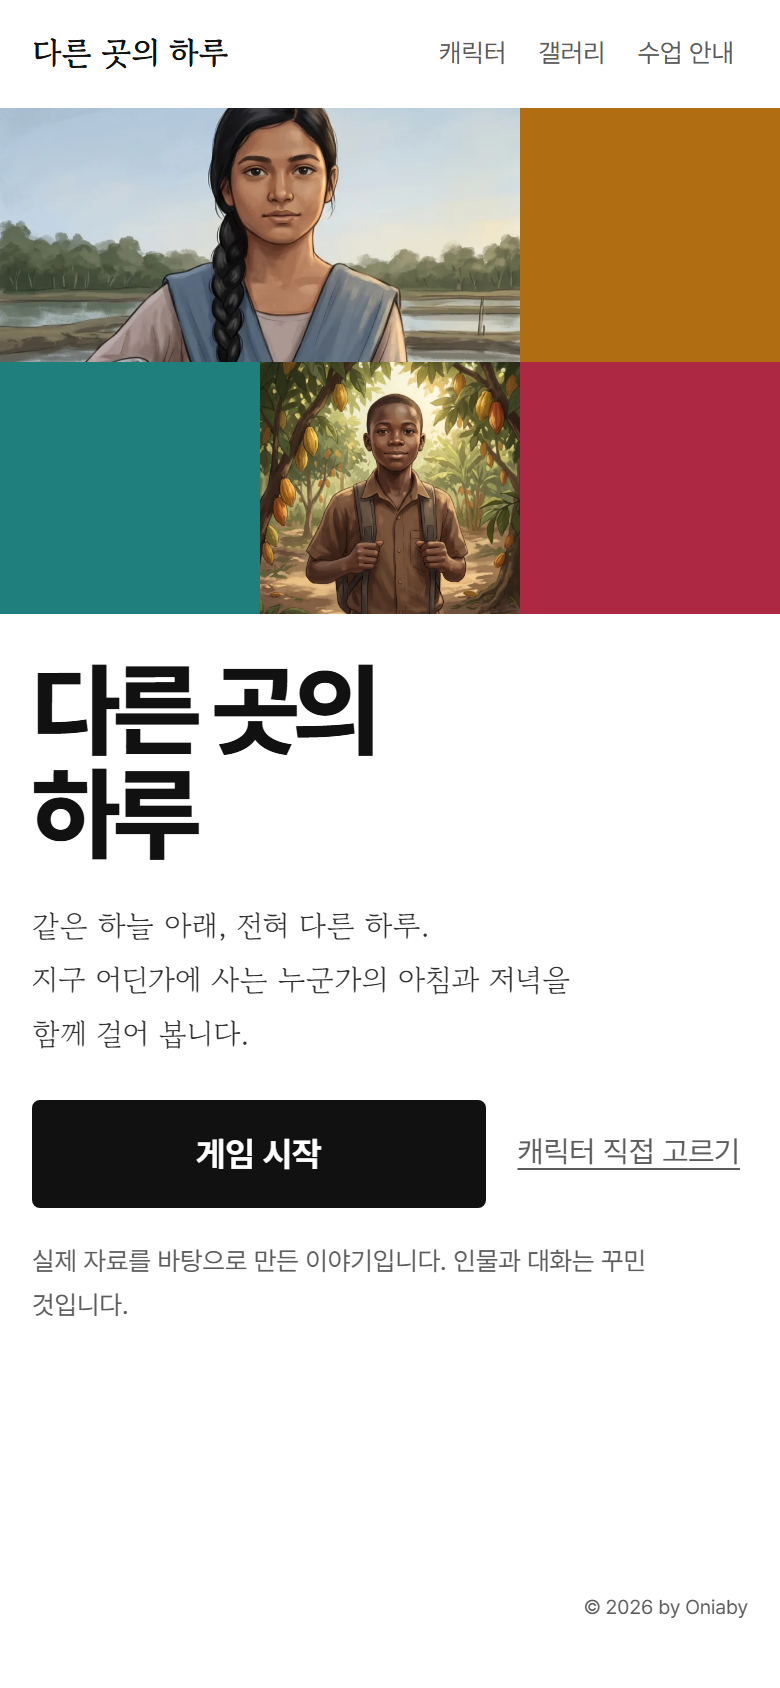 다른 곳의 하루
캐릭터 갤러리 수업 안내
다른 곳의
하루
같은 하늘 아래, 전혀 다른 하루.
지구 어딘가에 사는 누군가의 아침과 저녁을
함께 걸어 봅니다.
게임 시작
캐릭터 직접 고르기
실제 자료를 바탕으로 만든 이야기입니다. 인물과 대화는 꾸민
것입니다.
© 2026 by Oniaby